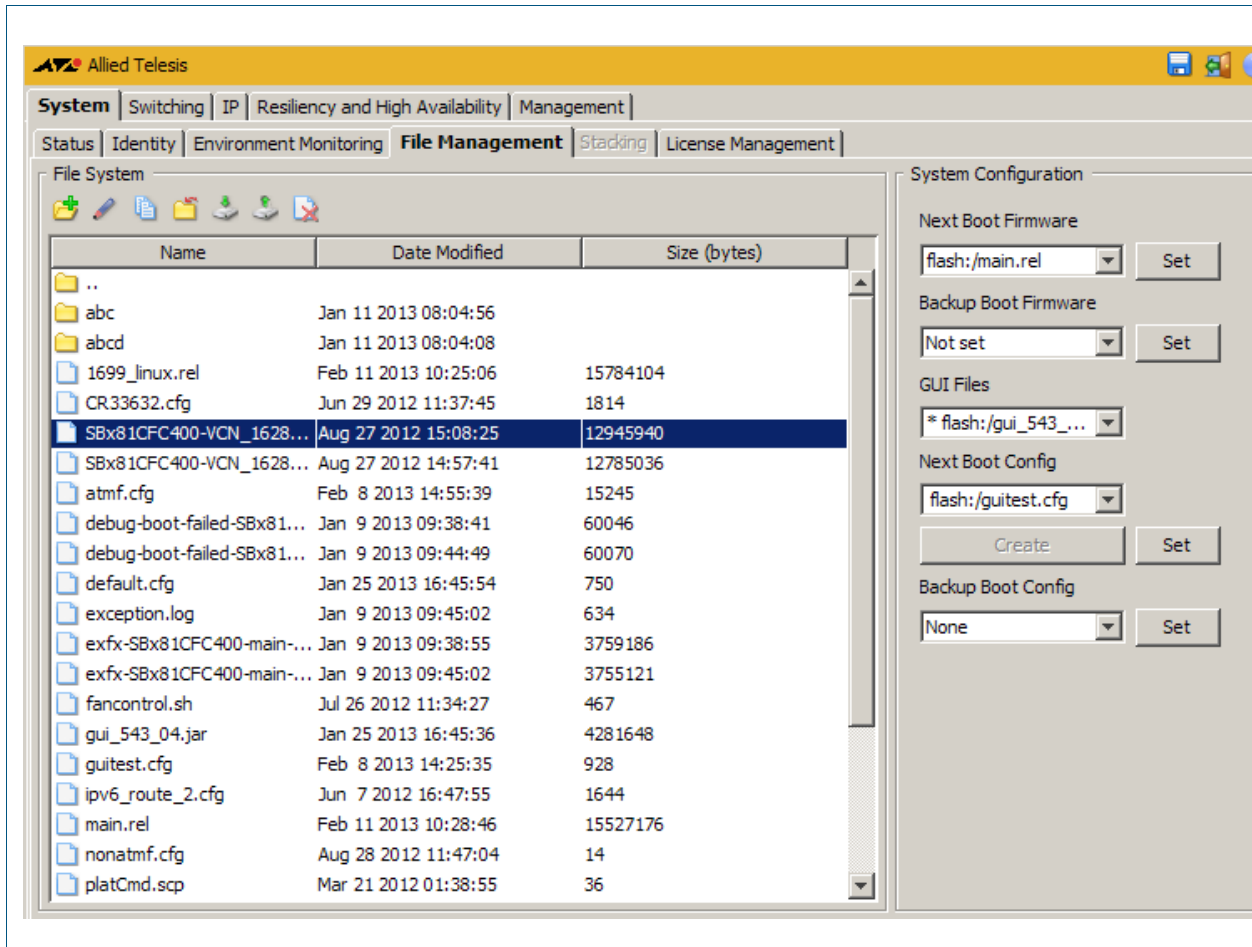 Allied Telesis
System Switching IP Resiliency and High Availability Management
Status Identity Environment Monitoring File Management Stacking License Management
File System
Name Date Modified Size (bytes)
..
abc Jan 11 2013 08:04:56
abcd Jan 11 2013 08:04:08
1699_linux.rel Feb 11 2013 10:25:06 15784104
CR33632.cfg Jun 29 2012 11:37:45 1814
SBx81CFC400-VCN_1628... Aug 27 2012 15:08:25 12945940
SBx81CFC400-VCN_1628... Aug 27 2012 14:57:41 12785036
atmf.cfg Feb 8 2013 14:55:39 15245
debug-boot-failed-SBx81... Jan 9 2013 09:38:41 60046
debug-boot-failed-SBx81... Jan 9 2013 09:44:49 60070
default.cfg Jan 25 2013 16:45:54 750
exception.log Jan 9 2013 09:45:02 634
exfx-SBx81CFC400-main-... Jan 9 2013 09:38:55 3759186
exfx-SBx81CFC400-main-... Jan 9 2013 09:45:02 3755121
fancontrol.sh Jul 26 2012 11:34:27 467
gui_543_04.jar Jan 25 2013 16:45:36 4281648
guitest.cfg Feb 8 2013 14:25:35 928
ipv6_route_2.cfg Jun 7 2012 16:47:55 1644
main.rel Feb 11 2013 10:28:46 15527176
nonatmf.cfg Aug 28 2012 11:47:04 14
platCmd.scp Mar 21 2012 01:38:55 36
System Configuration
Next Boot Firmware
flash:/main.rel Set
Backup Boot Firmware
Not set Set
GUI Files
* flash:/gui_543_...
Next Boot Config
flash:/guitest.cfg
Create Set
Backup Boot Config
None Set